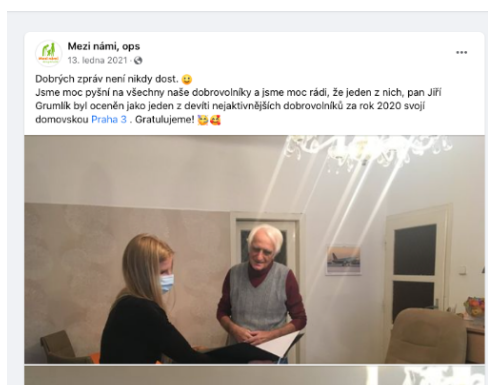 Mezi námi, ops
13. ledna 2021 ·
Dobrých zpráv není nikdy dost. 😀
Jsme moc pyšní na všechny naše dobrovolníky a jsme moc rádi, že jeden z nich, pan Jiří
Grumlík byl oceněn jako jeden z devíti nejaktivnějších dobrovolníků za rok 2020 svojí
domovskou Praha 3 . Gratulujeme! 🥳🥰